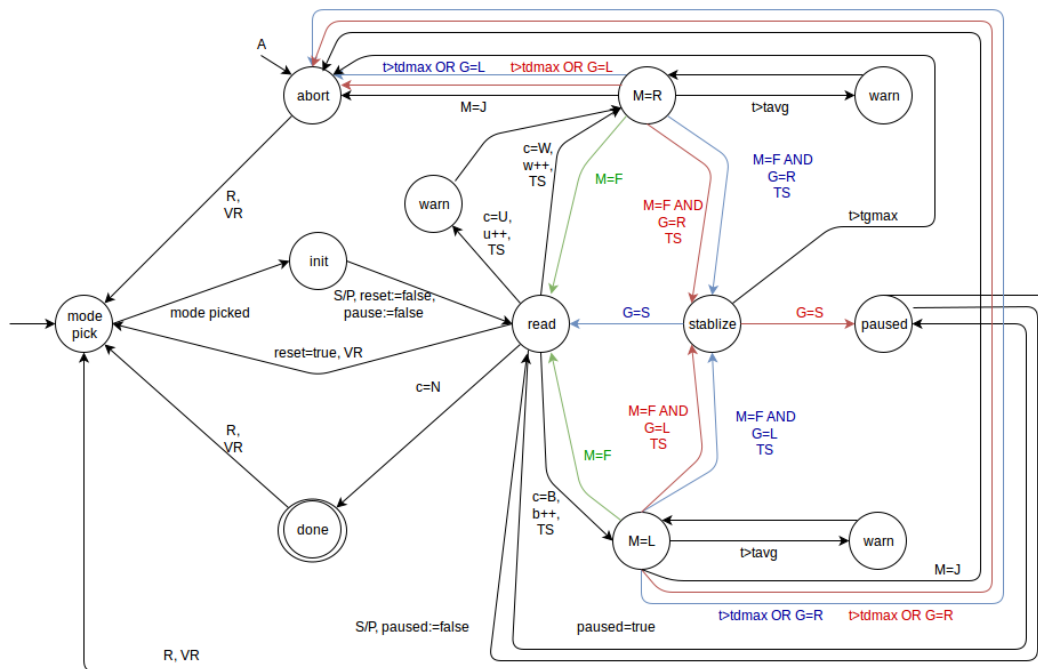 A
t>tdmax OR G=L
t>tdmax OR G=L
abort
M=R
warn
M=J
t>tavg
c=W,
w++,
TS
M=F AND
G=R
TS
M=F
R,
VR
warn
M=F AND
G=R
TS
c=U,
u++,
TS
t>tgmax
init
S/P, reset:=false,
pause:=false
mode picked
mode
pick
read
G=S
stablize
G=S
paused
reset=true, VR
c=N
M=F AND
G=L
TS
M=F AND
G=L
TS
R,
VR
M=F
c=B,
b++,
TS
done
M=L
t>tavg
warn
M=J
t>tdmax OR G=R
t>tdmax OR G=R
S/P, paused:=false
paused=true
R, VR